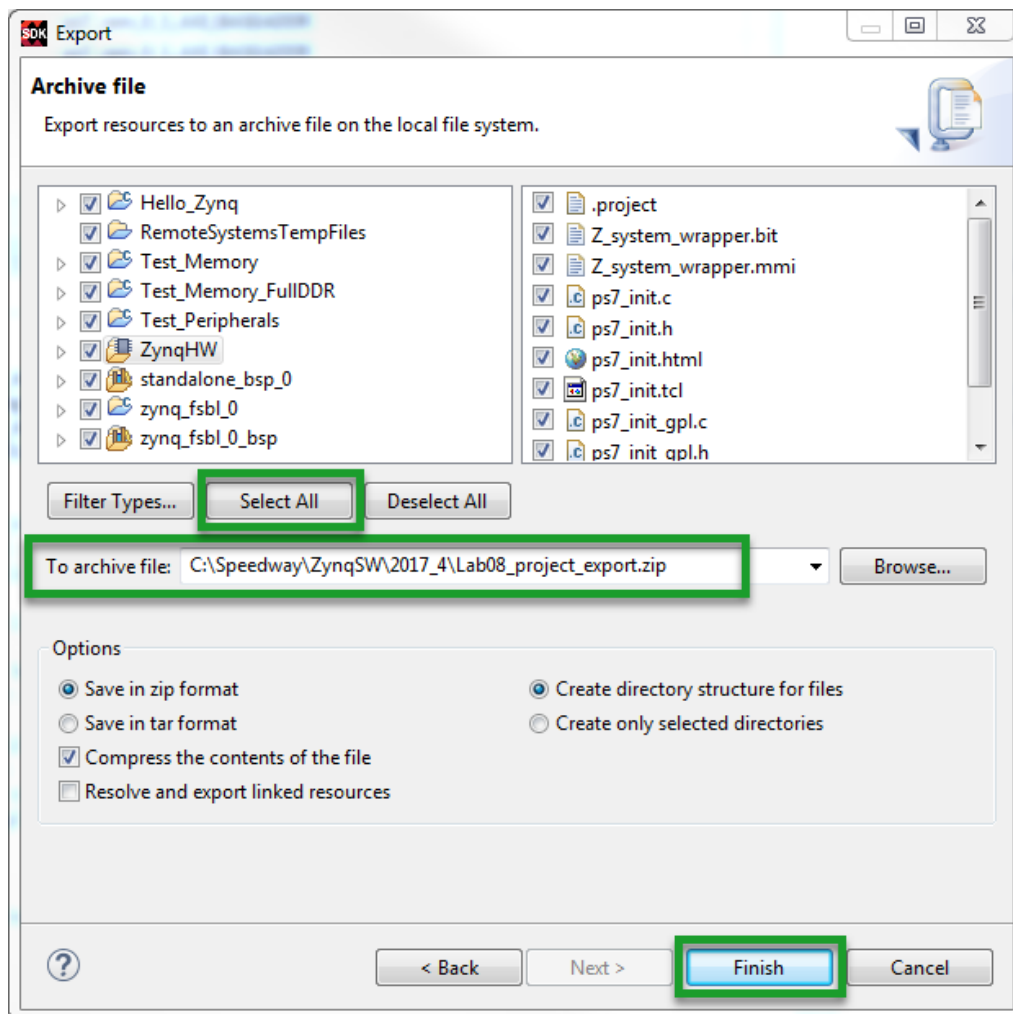 SDK Export
Archive file
Export resources to an archive file on the local file system.
Hello_Zynq
RemoteSystemsTempFiles
Test_Memory
Test_Memory_FullDDR
Test_Peripherals
ZynqHW
standalone_bsp_0
zynq_fsbl_0
zynq_fsbl_0_bsp
.project
Z_system_wrapper.bit
Z_system_wrapper.mmi
ps7_init.c
ps7_init.h
ps7_init.html
ps7_init.tcl
ps7_init_gpl.c
ps7_init_gpl.h
Filter Types... Select All Deselect All
To archive file: C:\Speedway\ZynqSW\2017_4\Lab08_project_export.zip Browse...
Options
Save in zip format
Save in tar format
Compress the contents of the file
Resolve and export linked resources
Create directory structure for files
Create only selected directories
? < Back Next > Finish Cancel